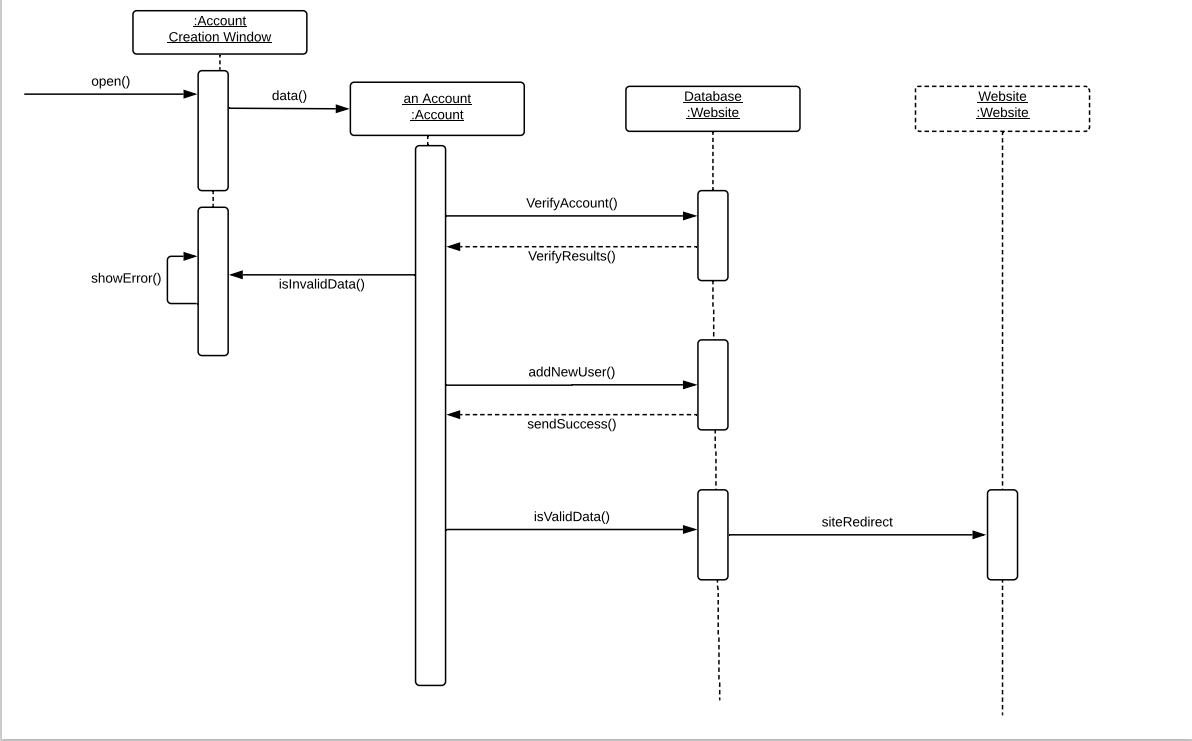 :Account
Creation Window
open()
data()
an Account
:Account
Database
:Website
Website
:Website
VerifyAccount()
VerifyResults()
showError()
isInvalidData()
addNewUser()
sendSuccess()
isValidData()
siteRedirect